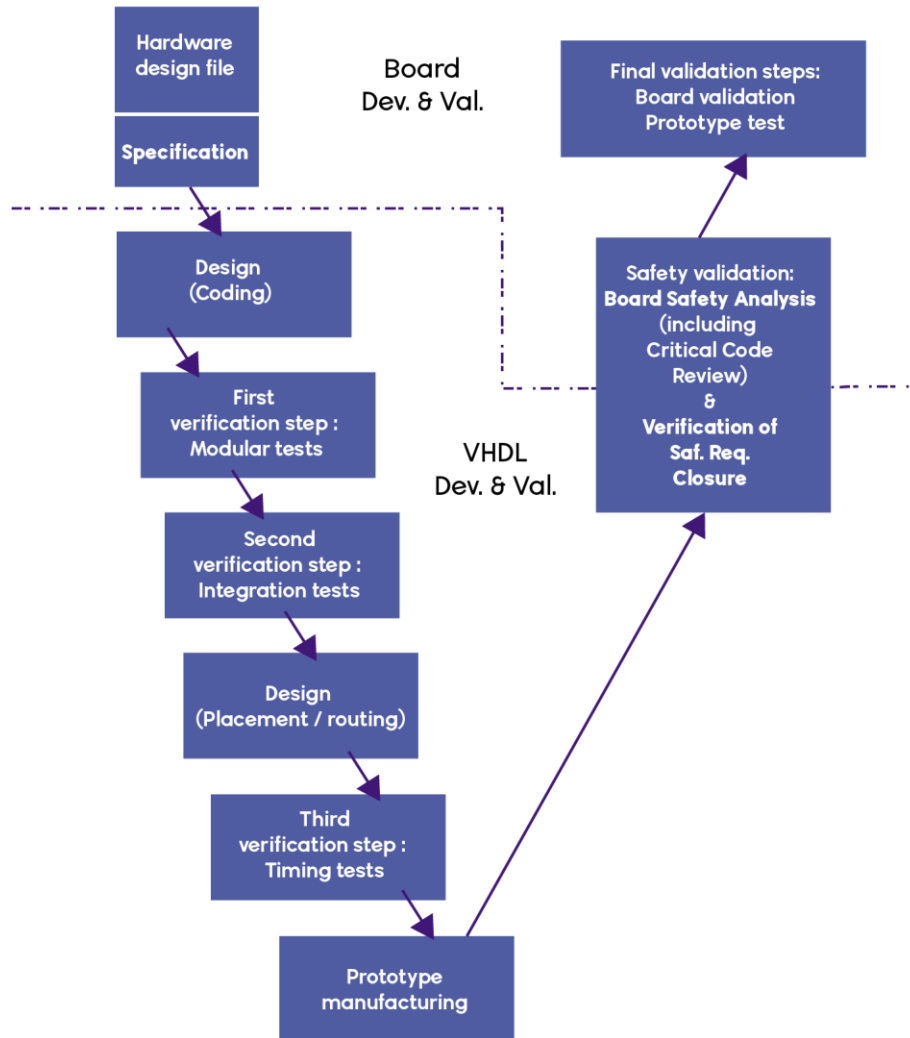 Hardware
design file
Specification
Board
Dev. & Val.
Final validation steps:
Board validation
Prototype test
Design
(Coding)
Safety validation:
Board Safety Analysis
(including
Critical Code
Review)
&
Verification of
Saf. Req.
Closure
First
verification step :
Modular tests
VHDL
Dev. & Val.
Second
verification step :
Integration tests
Design
(Placement / routing)
Third
verification step :
Timing tests
Prototype
manufacturing